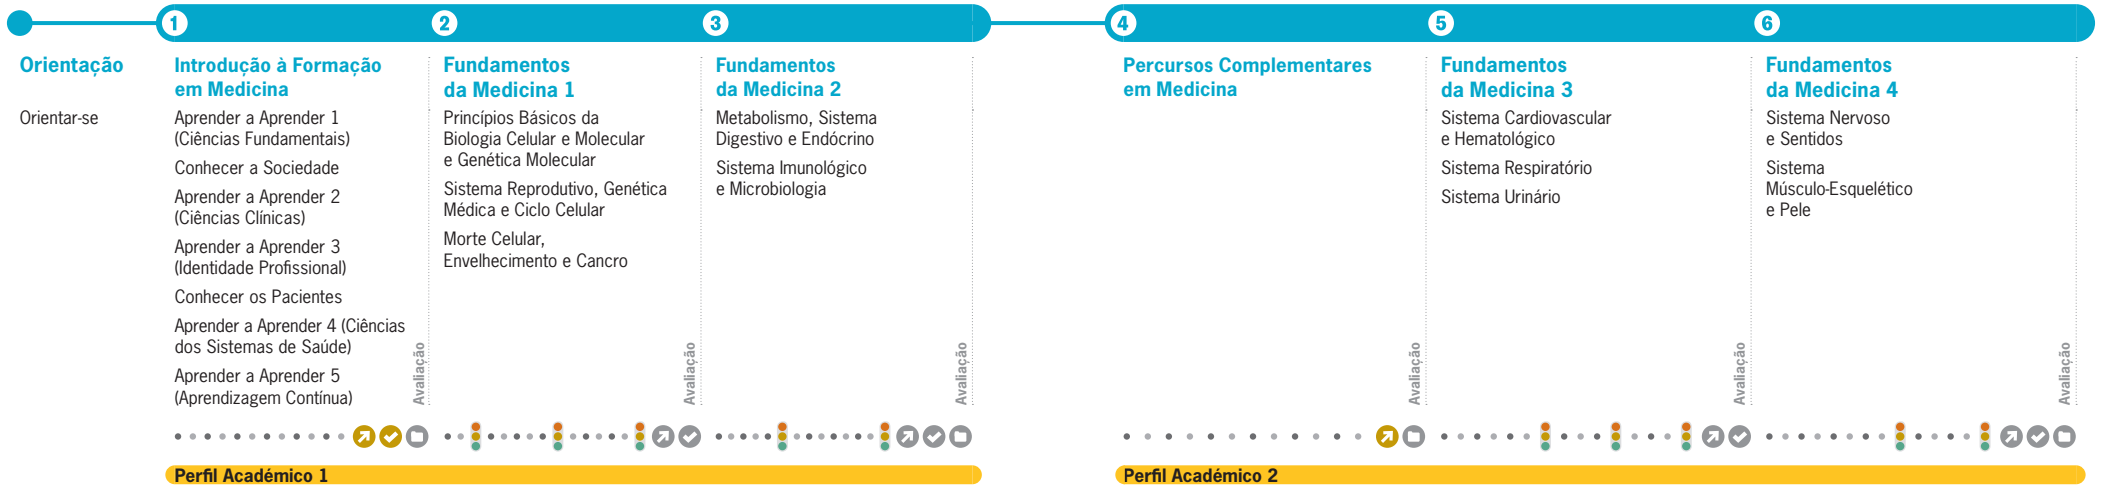 1
2
3
4
5
6
Orientação
Orientar-se
Introdução à Formação
em Medicina
Aprender a Aprender 1
(Ciências Fundamentais)
Conhecer a Sociedade
Aprender a Aprender 2
(Ciências Clínicas)
Aprender a Aprender 3
(Identidade Profissional)
Conhecer os Pacientes
Aprender a Aprender 4 (Ciências
dos Sistemas de Saúde)
Aprender a Aprender 5
(Aprendizagem Contínua)
Avaliação
Fundamentos
da Medicina 1
Princípios Básicos da
Biologia Celular e Molecular
e Genética Molecular
Sistema Reprodutivo, Genética
Médica e Ciclo Celular
Morte Celular,
Envelhecimento e Cancro
Avaliação
Fundamentos
da Medicina 2
Metabolismo, Sistema
Digestivo e Endócrino
Sistema Imunológico
e Microbiologia
Avaliação
Perfil Académico 1
Percursos Complementares
em Medicina
Avaliação
Fundamentos
da Medicina 3
Sistema Cardiovascular
e Hematológico
Sistema Respiratório
Sistema Urinário
Avaliação
Fundamentos
da Medicina 4
Sistema Nervoso
e Sentidos
Sistema
Músculo-Esquelético
e Pele
Avaliação
Perfil Académico 2